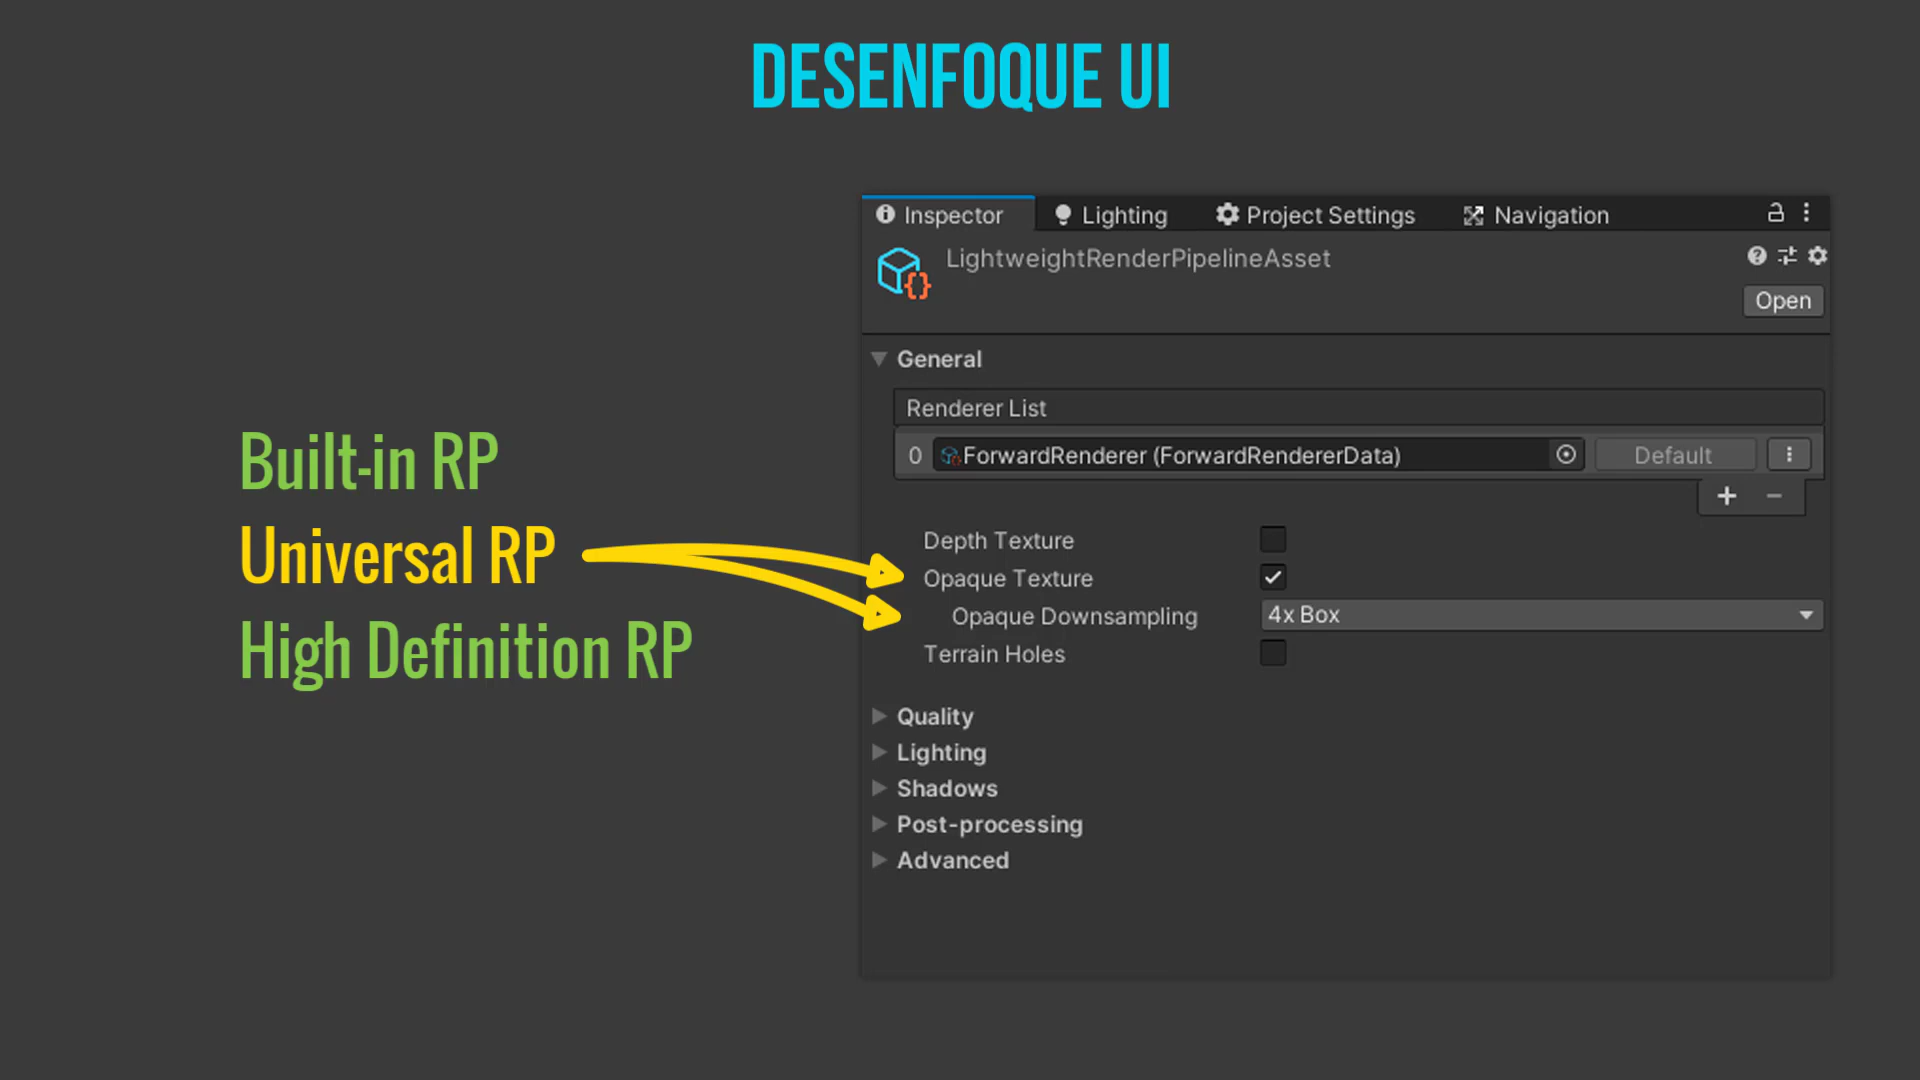 DESENFOQUE UI
Built-in RP
Universal RP
High Definition RP
Inspector Lighting Project Settings Navigation
LightweightRenderPipelineAsset
Open
General
Renderer List
0 ForwardRenderer (ForwardRendererData) Default
Depth Texture
Opaque Texture
Opaque Downsampling 4x Box
Terrain Holes
Quality
Lighting
Shadows
Post-processing
Advanced